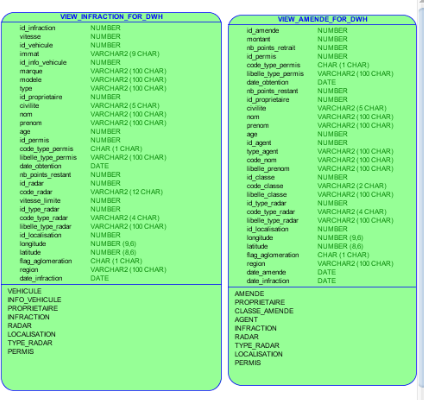 VIEW_INFRACTION_FOR_DWH
id_infraction NUMBER
vitesse NUMBER
id_vehicule NUMBER
immat VARCHAR2 (9 CHAR)
id_info_vehicule NUMBER
marque VARCHAR2 (100 CHAR)
modele VARCHAR2 (100 CHAR)
type VARCHAR2 (100 CHAR)
id_proprietaire NUMBER
civilite VARCHAR2 (5 CHAR)
nom VARCHAR2 (100 CHAR)
prenom VARCHAR2 (100 CHAR)
age NUMBER
id_permis NUMBER
code_type_permis CHAR (1 CHAR)
libelle_type_permis VARCHAR2 (100 CHAR)
date_obtention DATE
nb_points_restant NUMBER
id_radar NUMBER
code_radar VARCHAR2 (12 CHAR)
vitesse_limite NUMBER
id_type_radar NUMBER
code_type_radar VARCHAR2 (4 CHAR)
libelle_type_radar VARCHAR2 (100 CHAR)
id_localisation NUMBER
longitude NUMBER (9,6)
latitude NUMBER (8,6)
flag_aglomeration CHAR (1 CHAR)
region VARCHAR2 (100 CHAR)
date_infraction DATE
VEHICULE
INFO_VEHICULE
PROPRIETAIRE
INFRACTION
RADAR
LOCALISATION
TYPE_RADAR
PERMIS
VIEW_AMENDE_FOR_DWH
id_amende NUMBER
montant NUMBER
nb_points_retrait NUMBER
id_permis NUMBER
code_type_permis CHAR (1 CHAR)
libelle_type_permis VARCHAR2 (100 CHAR)
date_obtention DATE
nb_points_restant NUMBER
id_proprietaire NUMBER
civilite VARCHAR2 (5 CHAR)
nom VARCHAR2 (100 CHAR)
prenom VARCHAR2 (100 CHAR)
age NUMBER
id_agent NUMBER
type_agent VARCHAR2 (100 CHAR)
code_nom VARCHAR2 (100 CHAR)
libelle_prenom VARCHAR2 (100 CHAR)
id_classe NUMBER
code_classe VARCHAR2 (2 CHAR)
libelle_classe VARCHAR2 (100 CHAR)
id_type_radar NUMBER
code_type_radar VARCHAR2 (4 CHAR)
libelle_type_radar VARCHAR2 (100 CHAR)
id_localisation NUMBER
longitude NUMBER (9,6)
latitude NUMBER (8,6)
flag_aglomeration CHAR (1 CHAR)
region VARCHAR2 (100 CHAR)
date_amende DATE
date_infraction DATE
AMENDE
PROPRIETAIRE
CLASSE_AMENDE
AGENT
INFRACTION
RADAR
TYPE_RADAR
LOCALISATION
PERMIS